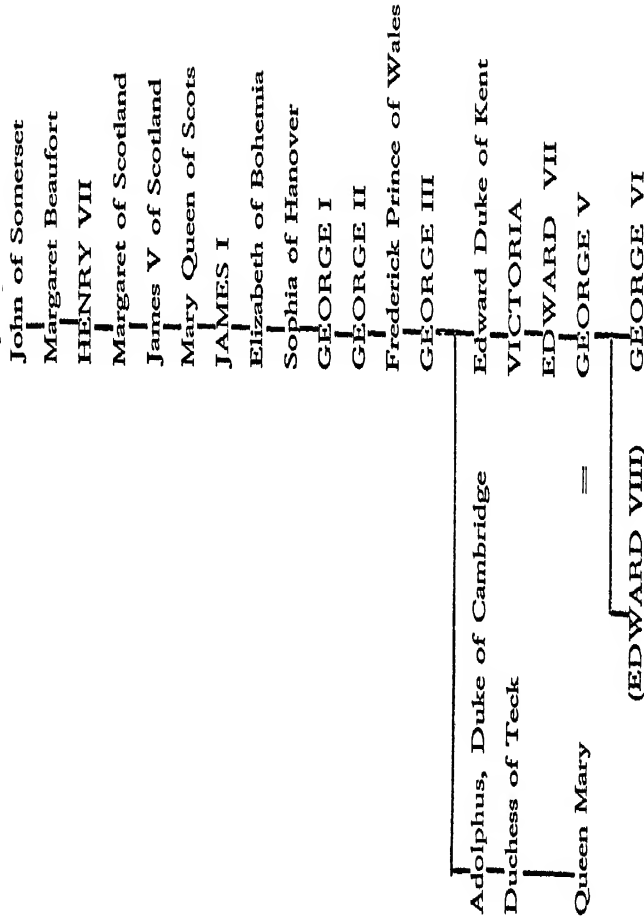 John of Somerset
Margaret Beaufort
HENRY VII
Margaret of Scotland
James V of Scotland
Mary Queen of Scots
JAMES I
Elizabeth of Bohemia
Sophia of Hanover
GEORGE I
GEORGE II
Frederick Prince of Wales
GEORGE III
Adolphus, Duke of Cambridge Edward Duke of Kent
Duchess of Teck VICTORIA
EDWARD VII
Queen Mary = GEORGE V
(EDWARD VIII) GEORGE VI